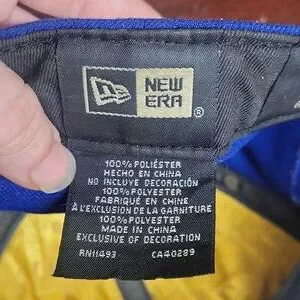 NEW
ERA
®
100% POLIÉSTER
HECHO EN CHINA
NO INCLUYE DECORACIÓN
100% POLYESTER
FABRIQUÉ EN CHINE
À L'EXCLUSION DE LA GARNITURE
100% POLYESTER
MADE IN CHINA
EXCLUSIVE OF DECORATION
RN11493 CA40289